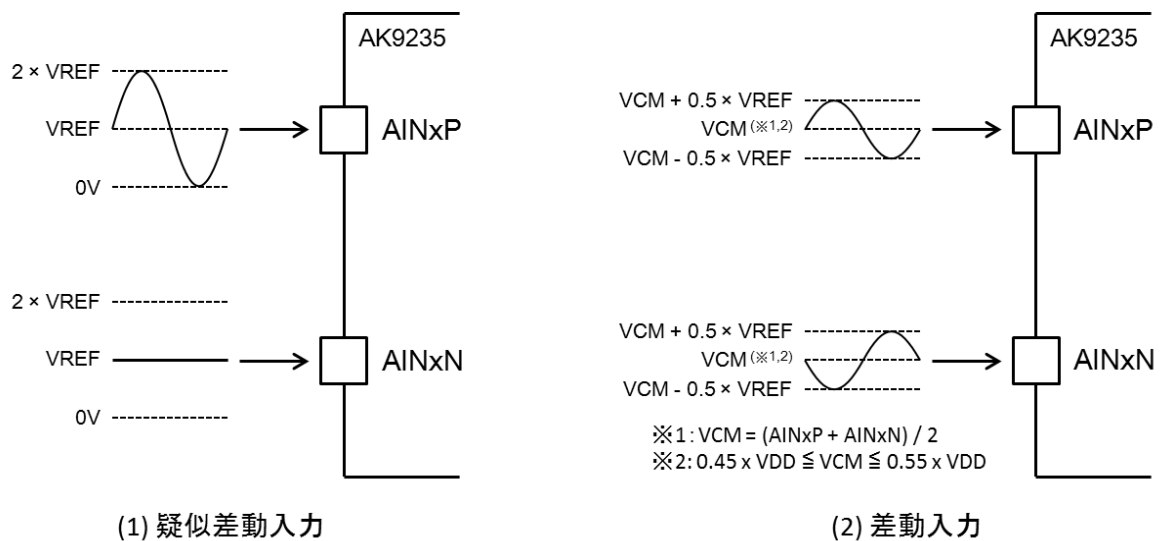 AK9235
2 × VREF
VREF
0V
AINxP
2 × VREF
VREF
0V
AINxN
(1) 疑似差動入力
AK9235
VCM + 0.5 × VREF
VCM(※1,2)
VCM - 0.5 × VREF
AINxP
VCM + 0.5 × VREF
VCM(※1,2)
VCM - 0.5 × VREF
AINxN
※1: VCM = (AINxP + AINxN) / 2
※2: 0.45 x VDD ≦ VCM ≦ 0.55 x VDD
(2) 差動入力